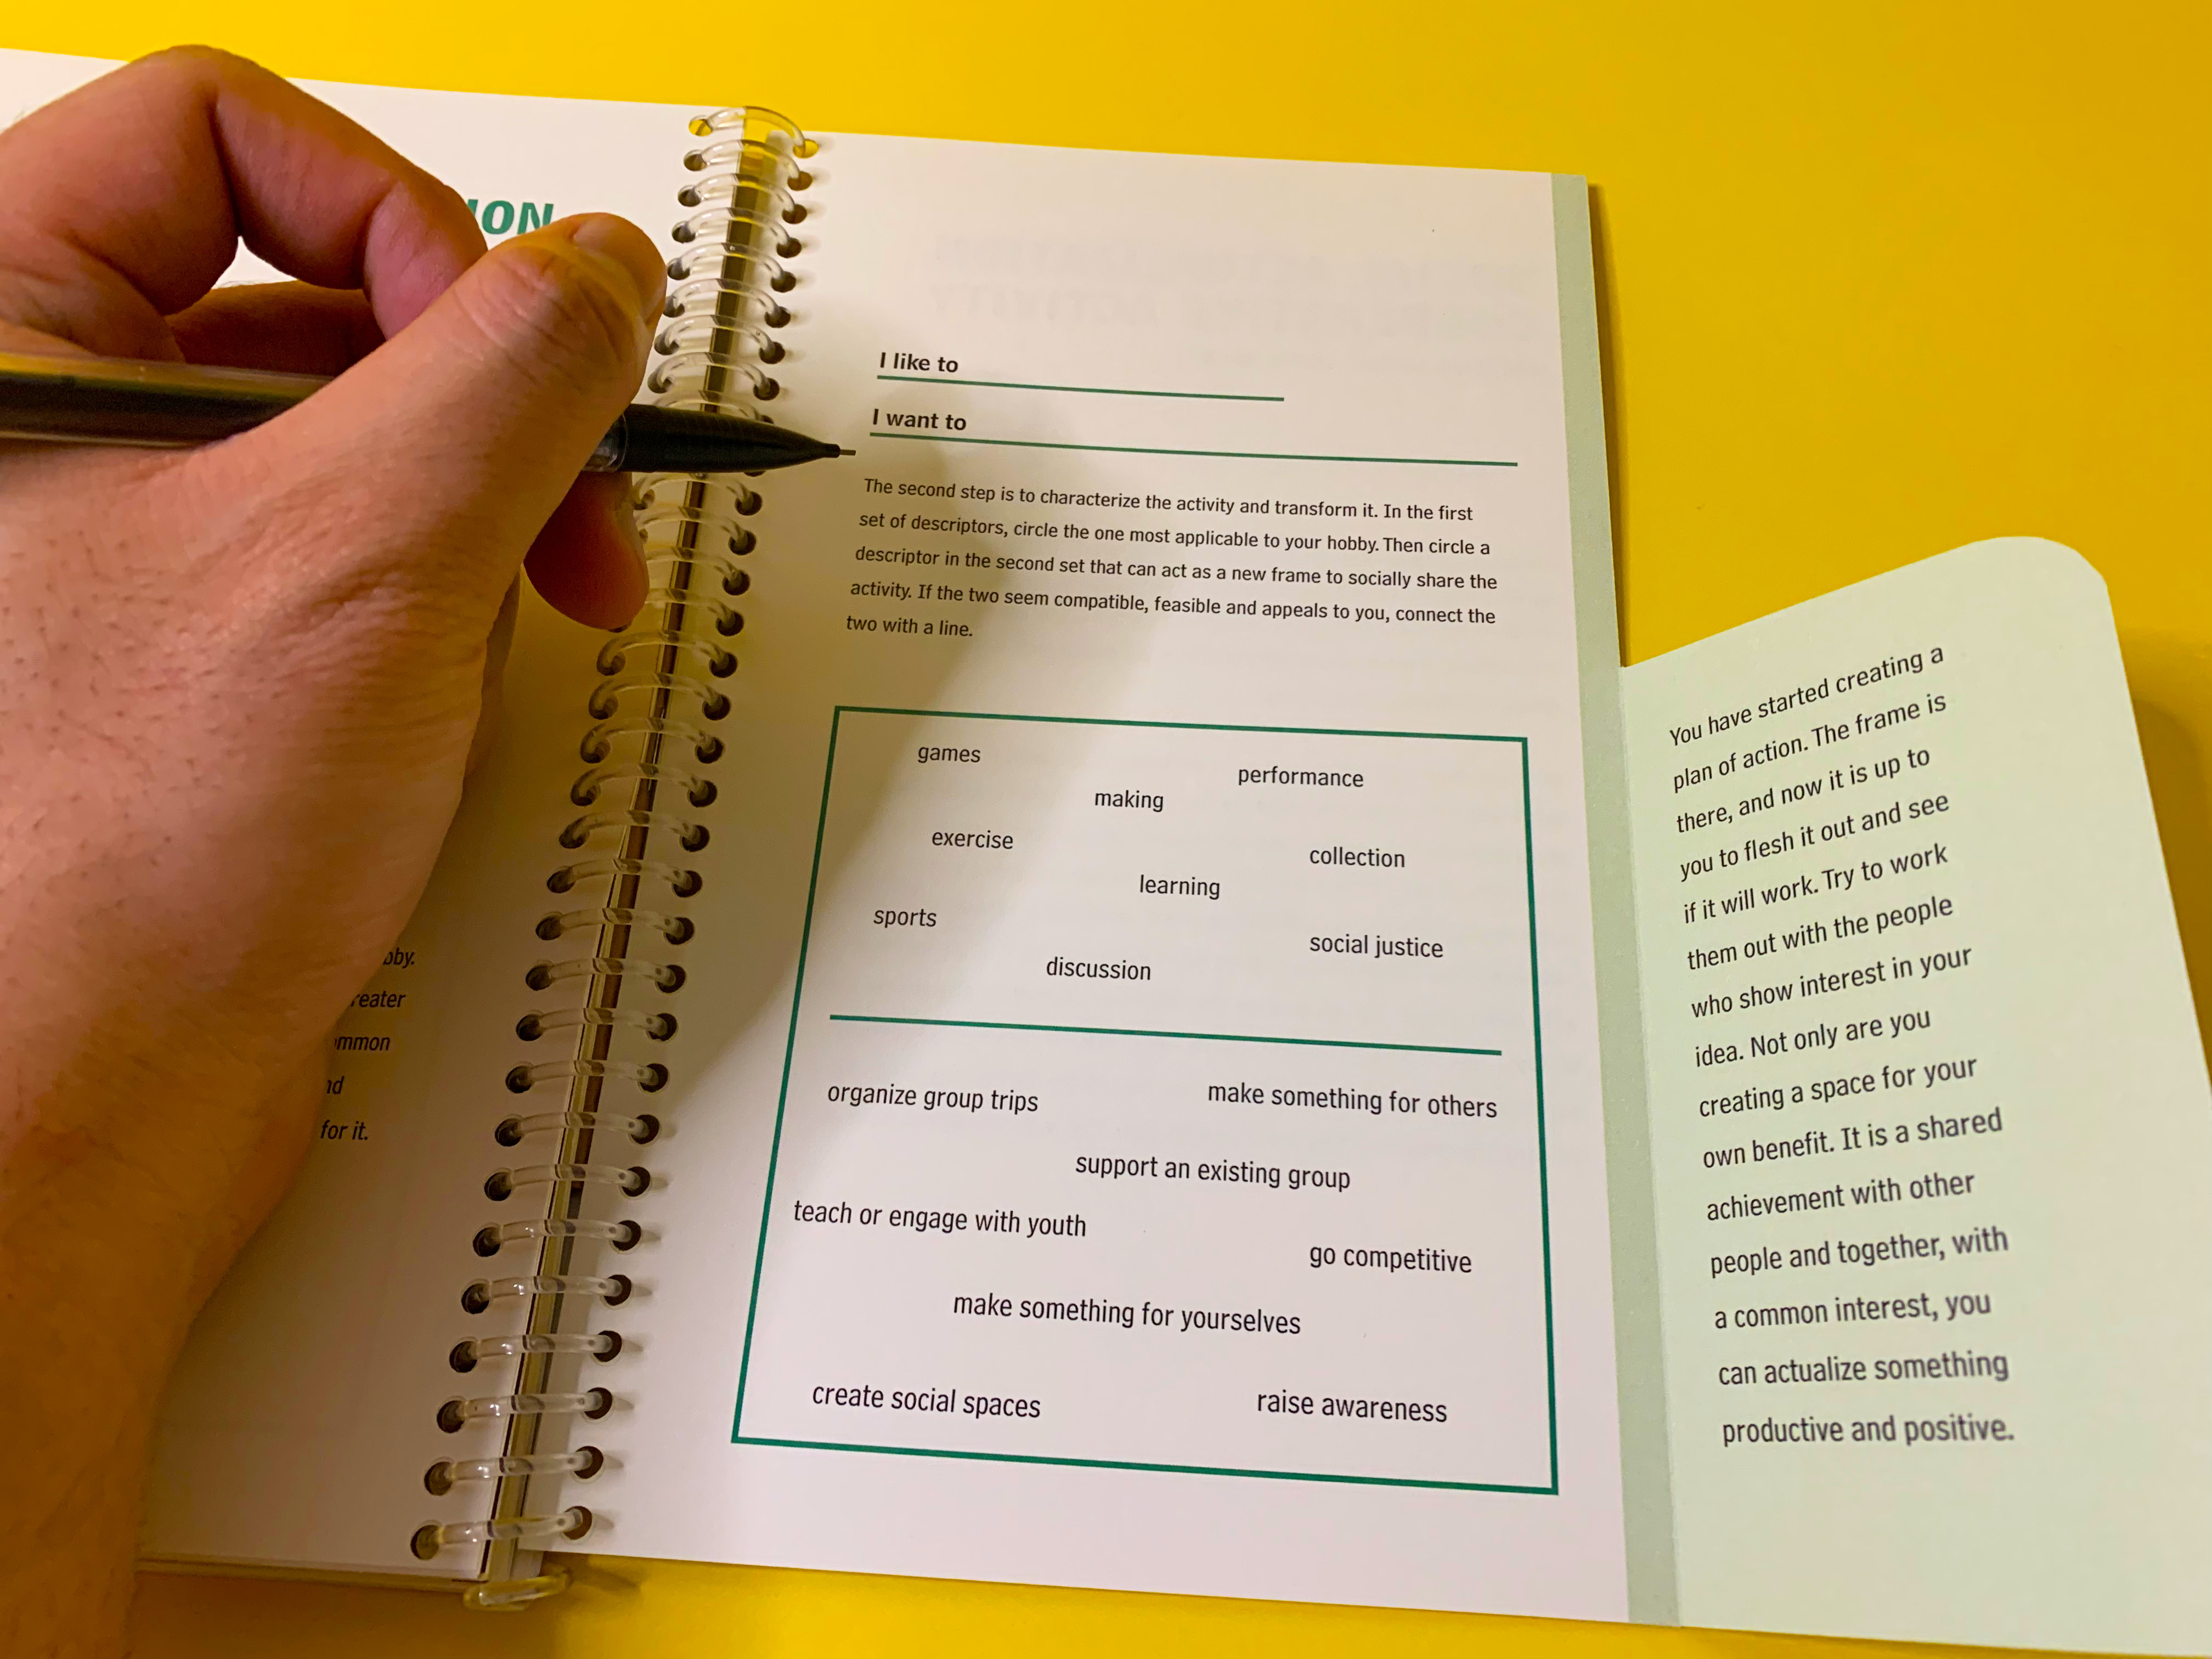 for it.
I like to
I want to
The second step is to characterize the activity and transform it. In the first
set of descriptors, circle the one most applicable to your hobby. Then circle a
descriptor in the second set that can act as a new frame to socially share the
activity. If the two seem compatible, feasible and appeals to you, connect the
two with a line.
games
performance
making
exercise
collection
learning
sports
social justice
discussion
organize group trips
make something for others
support an existing group
teach or engage with youth
go competitive
make something for yourselves
create social spaces
raise awareness
You have started creating a
plan of action. The frame is
there, and now it is up to
you to flesh it out and see
if it will work. Try to work
them out with the people
who show interest in your
idea. Not only are you
creating a space for your
own benefit. It is a shared
achievement with other
people and together, with
a common interest, you
can actualize something
productive and positive.